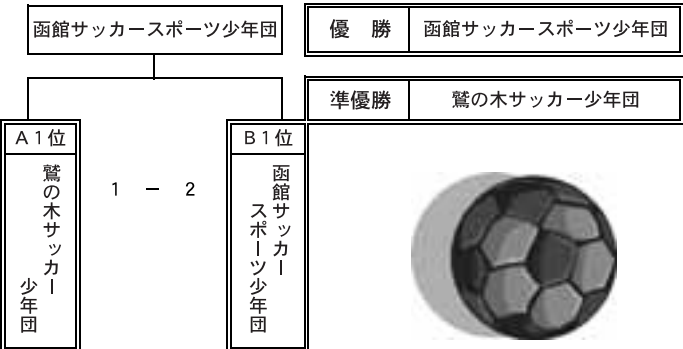 函館サッカースポーツ少年団
優　勝
函館サッカースポーツ少年団
準優勝
鷲の木サッカー少年団
A1位
B1位
鷲の木サッカー
少年団
1 － 2
函館サッカー
スポーツ少年団